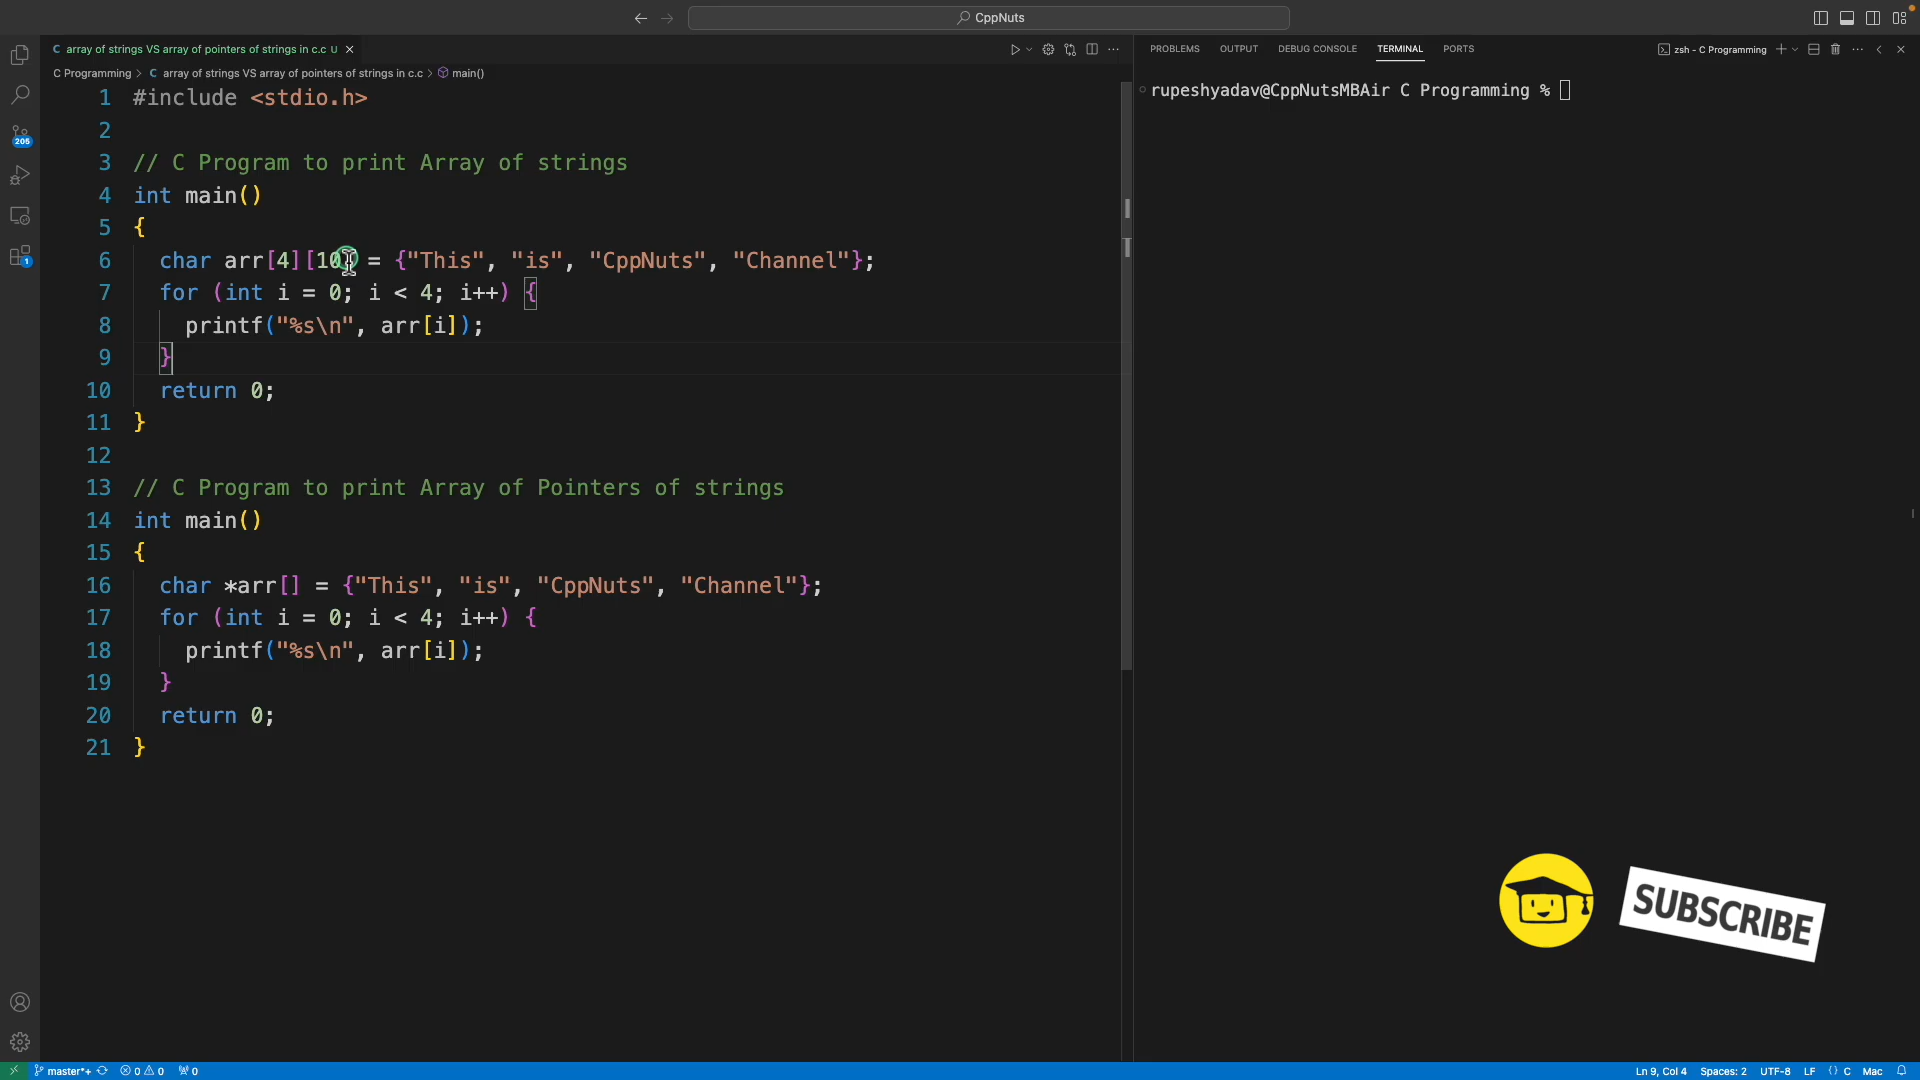 CppNuts
array of strings VS array of pointers of strings in c.c U
PROBLEMS OUTPUT DEBUG CONSOLE TERMINAL PORTS
zsh - C Programming
C Programming > C array of strings VS array of pointers of strings in c.c > main()
rupeshyadav@CppNutsMBAir C Programming %
1 #include <stdio.h>
2
3 // C Program to print Array of strings
4 int main()
5 {
6 char arr[4][10] = {"This", "is", "CppNuts", "Channel"};
7 for (int i = 0; i < 4; i++) {
8 printf("%s\n", arr[i]);
9 }
10 return 0;
11 }
12
13 // C Program to print Array of Pointers of strings
14 int main()
15 {
16 char *arr[] = {"This", "is", "CppNuts", "Channel"};
17 for (int i = 0; i < 4; i++) {
18 printf("%s\n", arr[i]);
19 }
20 return 0;
21 }
205
1
SUBSCRIBE
master*+ 0 0 0
Ln 9, Col 4 Spaces: 2 UTF-8 LF {} C Mac